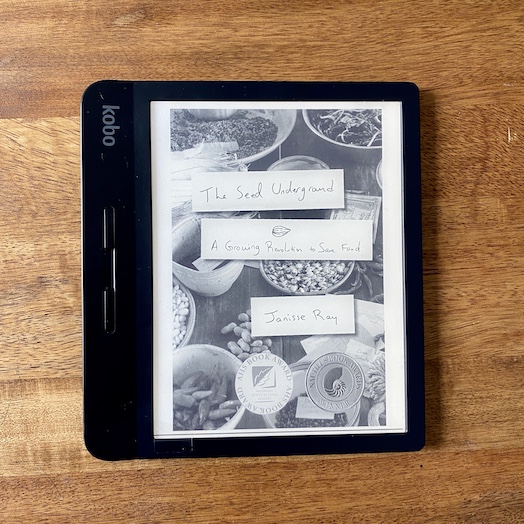 kobo
The Seed Underground
A Growing Revolution to Save Food
Janisse Ray